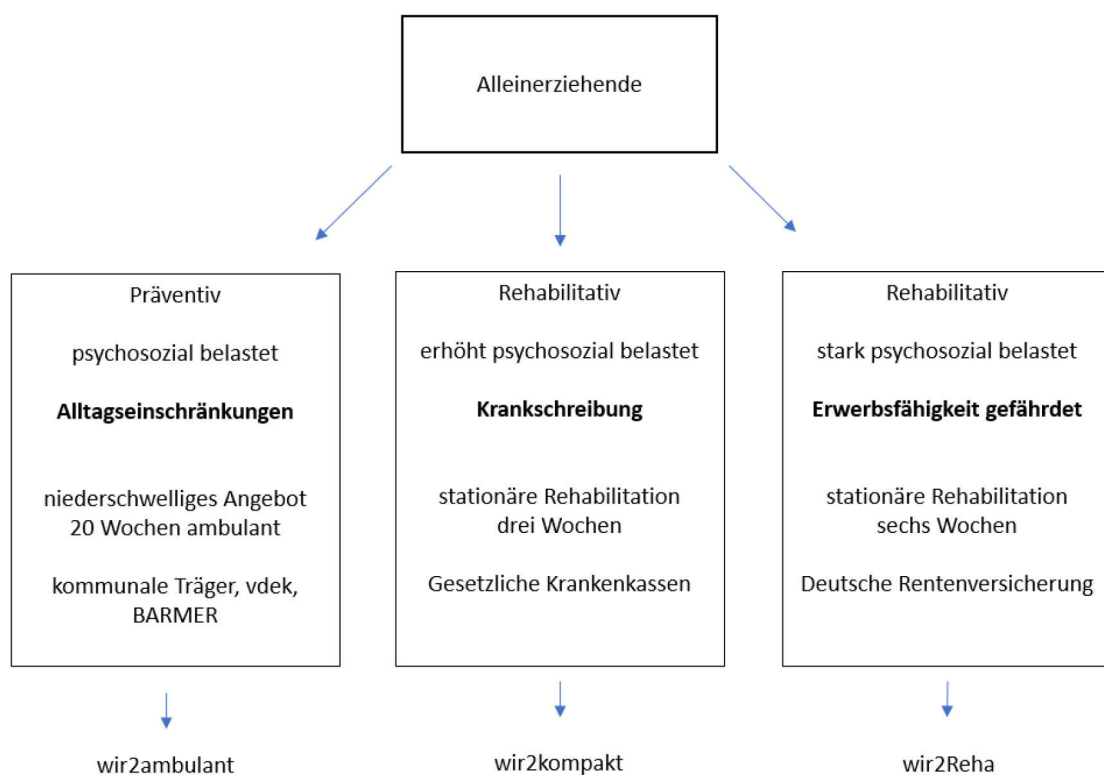 Alleinerziehende
Präventiv
psychosozial belastet
Alltagseinschränkungen
niederschwelliges Angebot
20 Wochen ambulant
kommunale Träger, vdek,
BARMER
wir2ambulant
Rehabilitativ
erhöht psychosozial belastet
Krankschreibung
stationäre Rehabilitation
drei Wochen
Gesetzliche Krankenkassen
wir2kompakt
Rehabilitativ
stark psychosozial belastet
Erwerbsfähigkeit gefährdet
stationäre Rehabilitation
sechs Wochen
Deutsche Rentenversicherung
wir2Reha